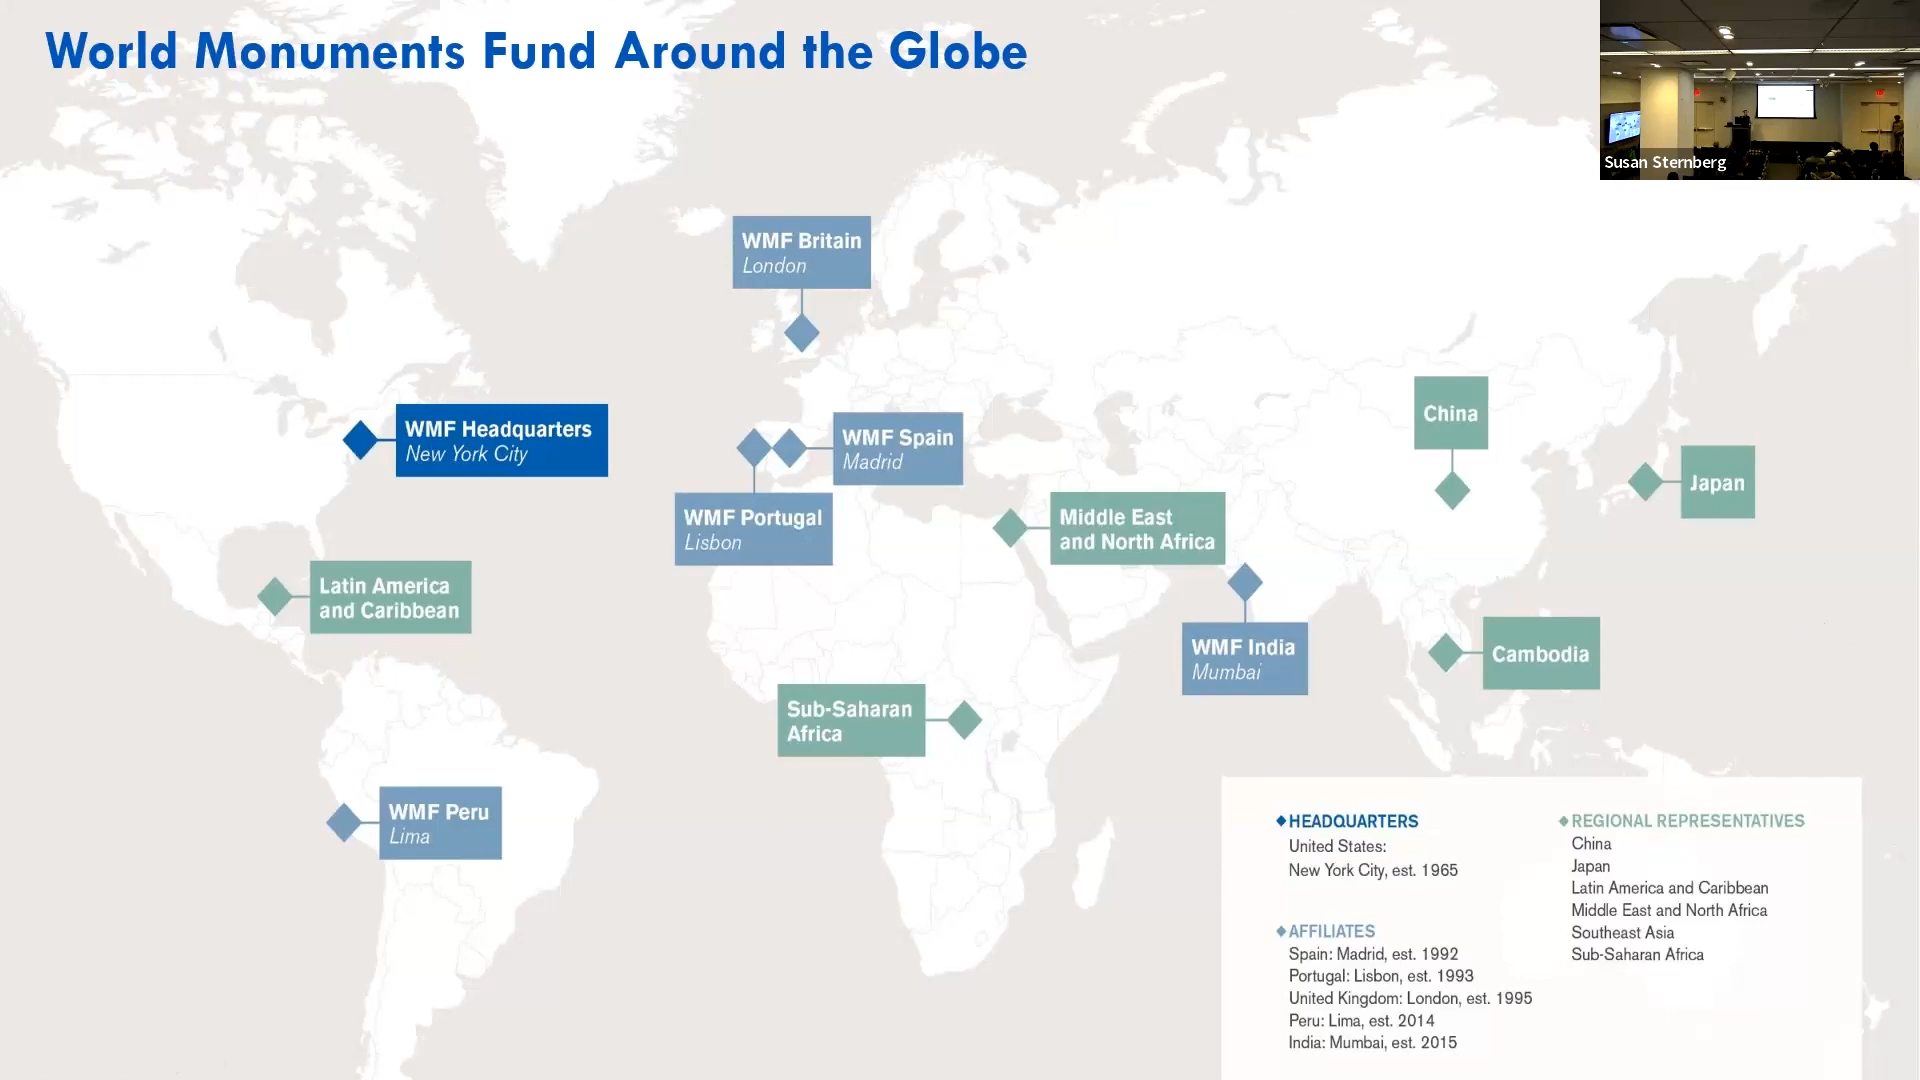 World Monuments Fund Around the Globe
Susan Sternberg
WMF Britain
London
WMF Headquarters
New York City
WMF Spain
Madrid
WMF Portugal
Lisbon
China
Japan
Middle East
and North Africa
Latin America
and Caribbean
WMF India
Mumbai
Cambodia
Sub-Saharan
Africa
WMF Peru
Lima
HEADQUARTERS
United States:
New York City, est. 1965
AFFILIATES
Spain: Madrid, est. 1992
Portugal: Lisbon, est. 1993
United Kingdom: London, est. 1995
Peru: Lima, est. 2014
India: Mumbai, est. 2015
REGIONAL REPRESENTATIVES
China
Japan
Latin America and Caribbean
Middle East and North Africa
Southeast Asia
Sub-Saharan Africa